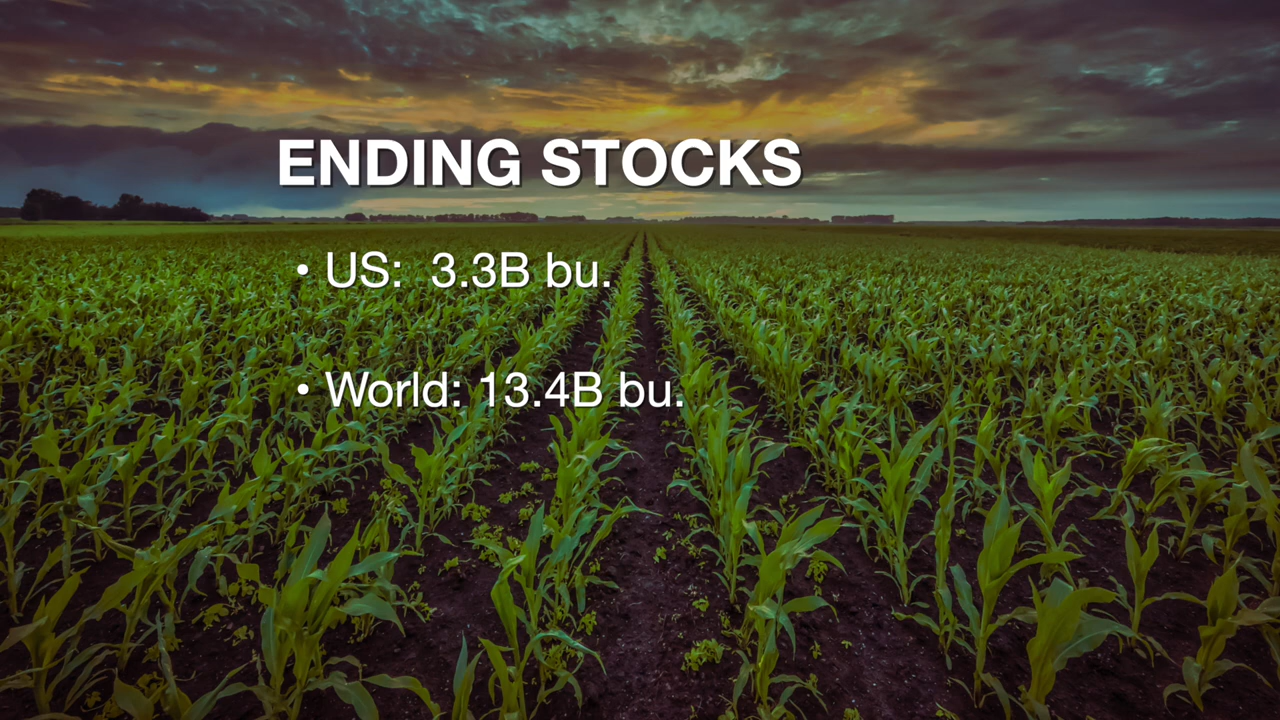 ENDING STOCKS
• US:  3.3B bu.
• World: 13.4B bu.